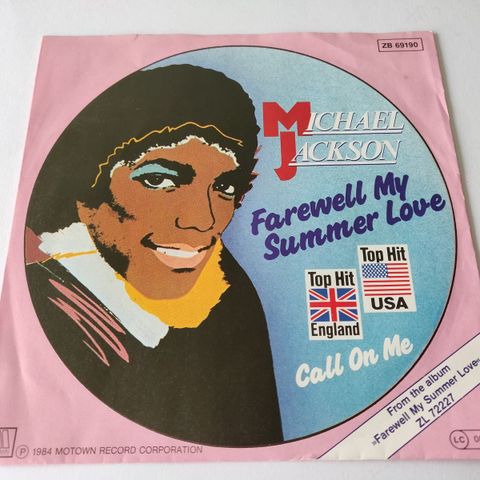 ZB 69190
MICHAEL
JACKSON
Farewell My
Summer Love
Top Hit
USA
Top Hit
England
Call On Me
From the album
»Farewell My Summer Love«
ZL 72227
Ⓟ 1984 MOTOWN RECORD CORPORATION
LC